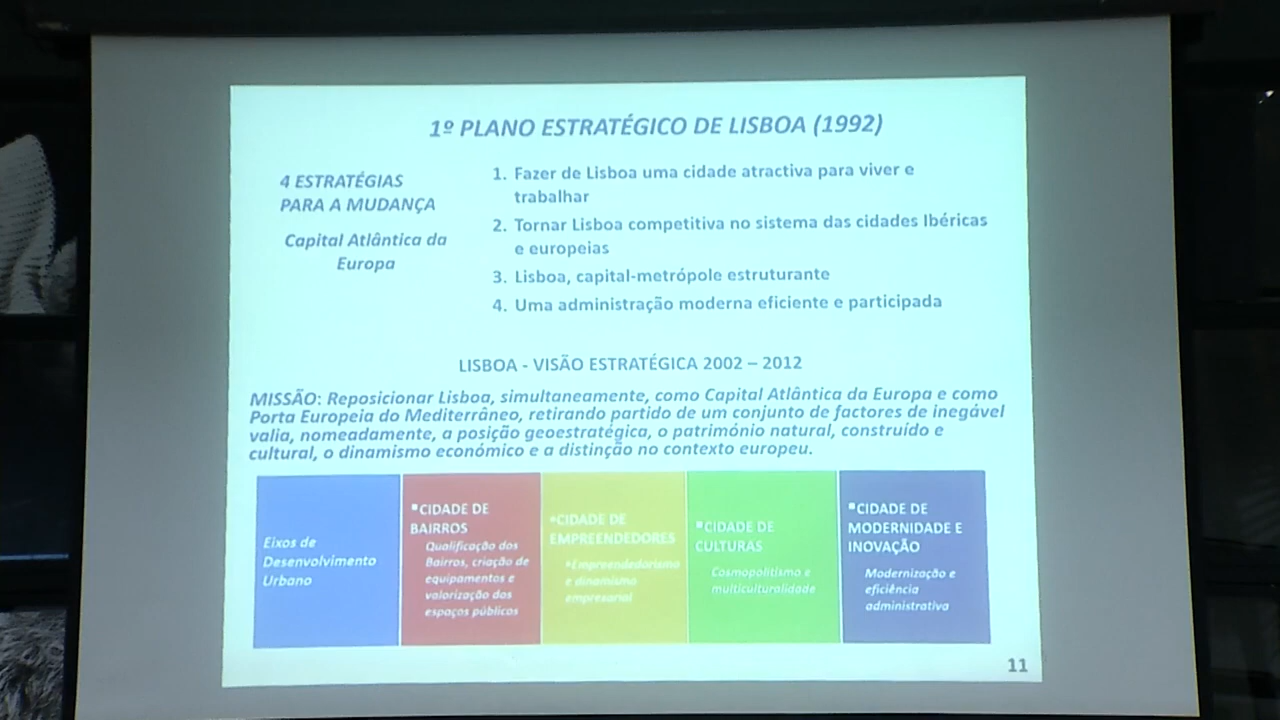 1º PLANO ESTRATÉGICO DE LISBOA (1992)
4 ESTRATÉGIAS
PARA A MUDANÇA
Capital Atlântica da
Europa
1. Fazer de Lisboa uma cidade atractiva para viver e
trabalhar
2. Tornar Lisboa competitiva no sistema das cidades Ibéricas
e europeias
3. Lisboa, capital-metrópole estruturante
4. Uma administração moderna eficiente e participada
LISBOA - VISÃO ESTRATÉGICA 2002 – 2012
MISSÃO: Reposicionar Lisboa, simultaneamente, como Capital Atlântica da Europa e como
Porta Europeia do Mediterrâneo, retirando partido de um conjunto de factores de inegável
valia, nomeadamente, a posição geoestratégica, o património natural, construído e
cultural, o dinamismo económico e a distinção no contexto europeu.
Eixos de
Desenvolvimento
Urbano
▪CIDADE DE
BAIRROS
Qualificação dos
Bairros, criação de
equipamentos e
valorização dos
espaços públicos
▪CIDADE DE
EMPREENDEDORES
▪Empreendedorismo
e dinamismo
empresarial
▪CIDADE DE
CULTURAS
Cosmopolitismo e
multiculturalidade
▪CIDADE DE
MODERNIDADE E
INOVAÇÃO
Modernização e
eficiência
administrativa
11